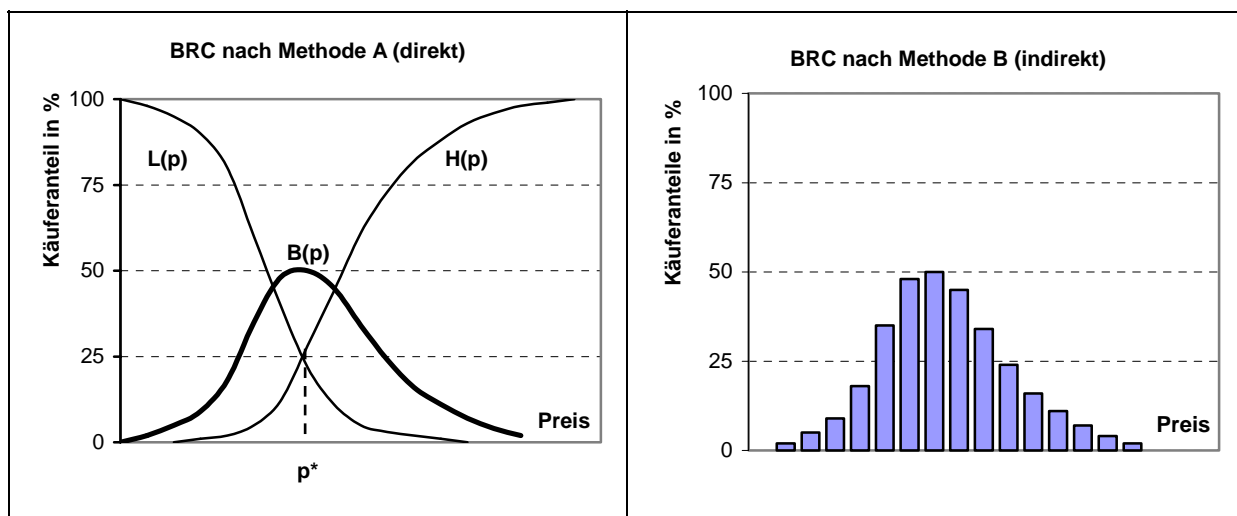 BRC nach Methode A (direkt)
Käuferanteil in %
100
75
50
25
0
L(p)
H(p)
B(p)
Preis
p*
BRC nach Methode B (indirekt)
Käuferanteile in %
100
75
50
25
0
Preis